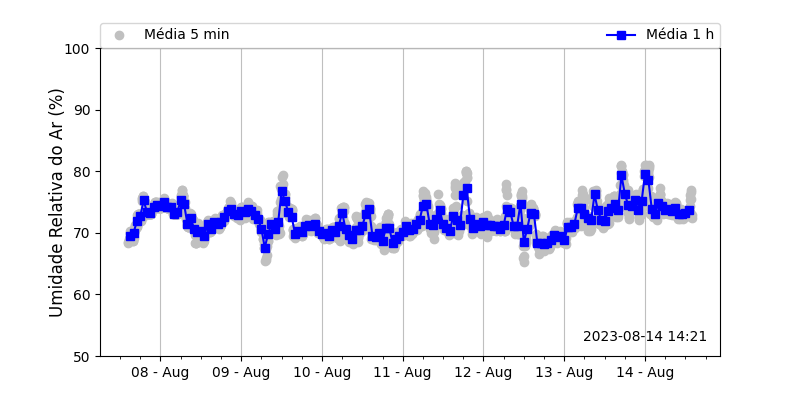 Média 5 min
Média 1 h
Umidade Relativa do Ar (%)
100
90
80
70
60
50
2023-08-14 14:21
08 - Aug
09 - Aug
10 - Aug
11 - Aug
12 - Aug
13 - Aug
14 - Aug